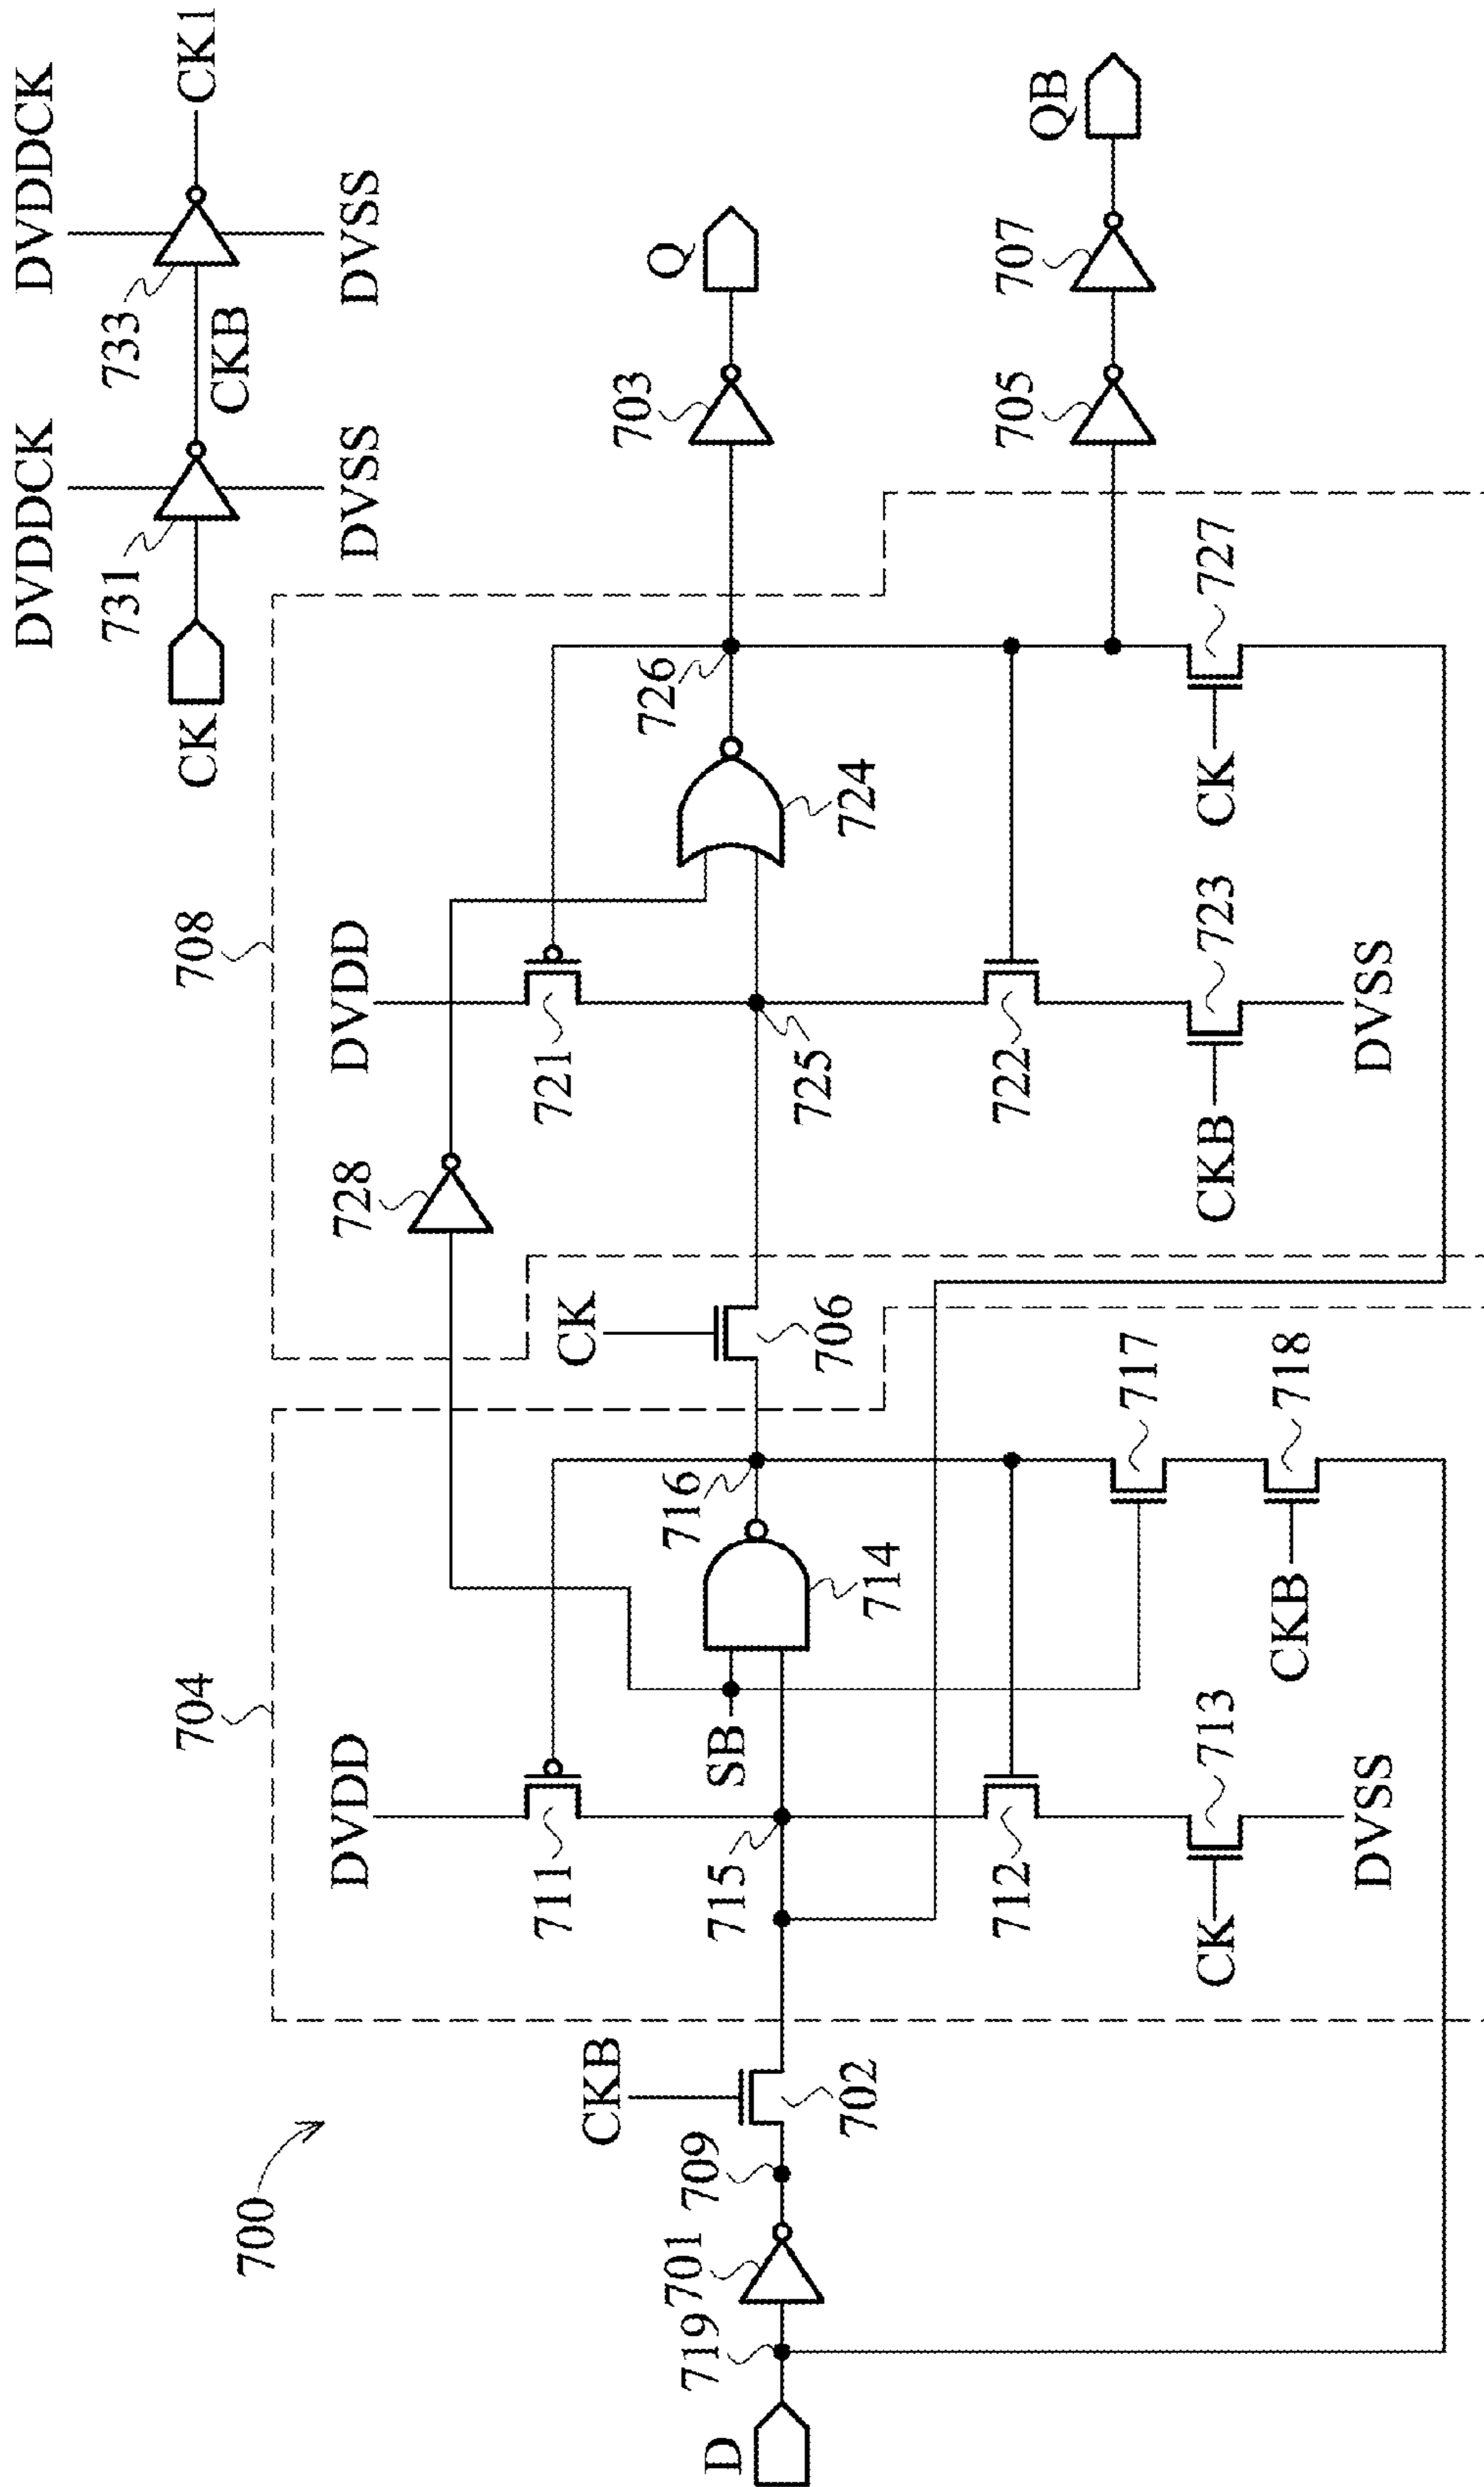 700
DVDDCK
DVDDCK
731
733
CK
CKB
CK1
DVSS
DVSS
704
708
DVDD
728
DVDD
711
721
CKB
CK
726
703
Q
D
719
701
709
702
715
SB
716
714
706
725
724
712
722
705
707
QB
717
CK
713
718
CKB
723
CK
727
CKB
DVSS
DVSS